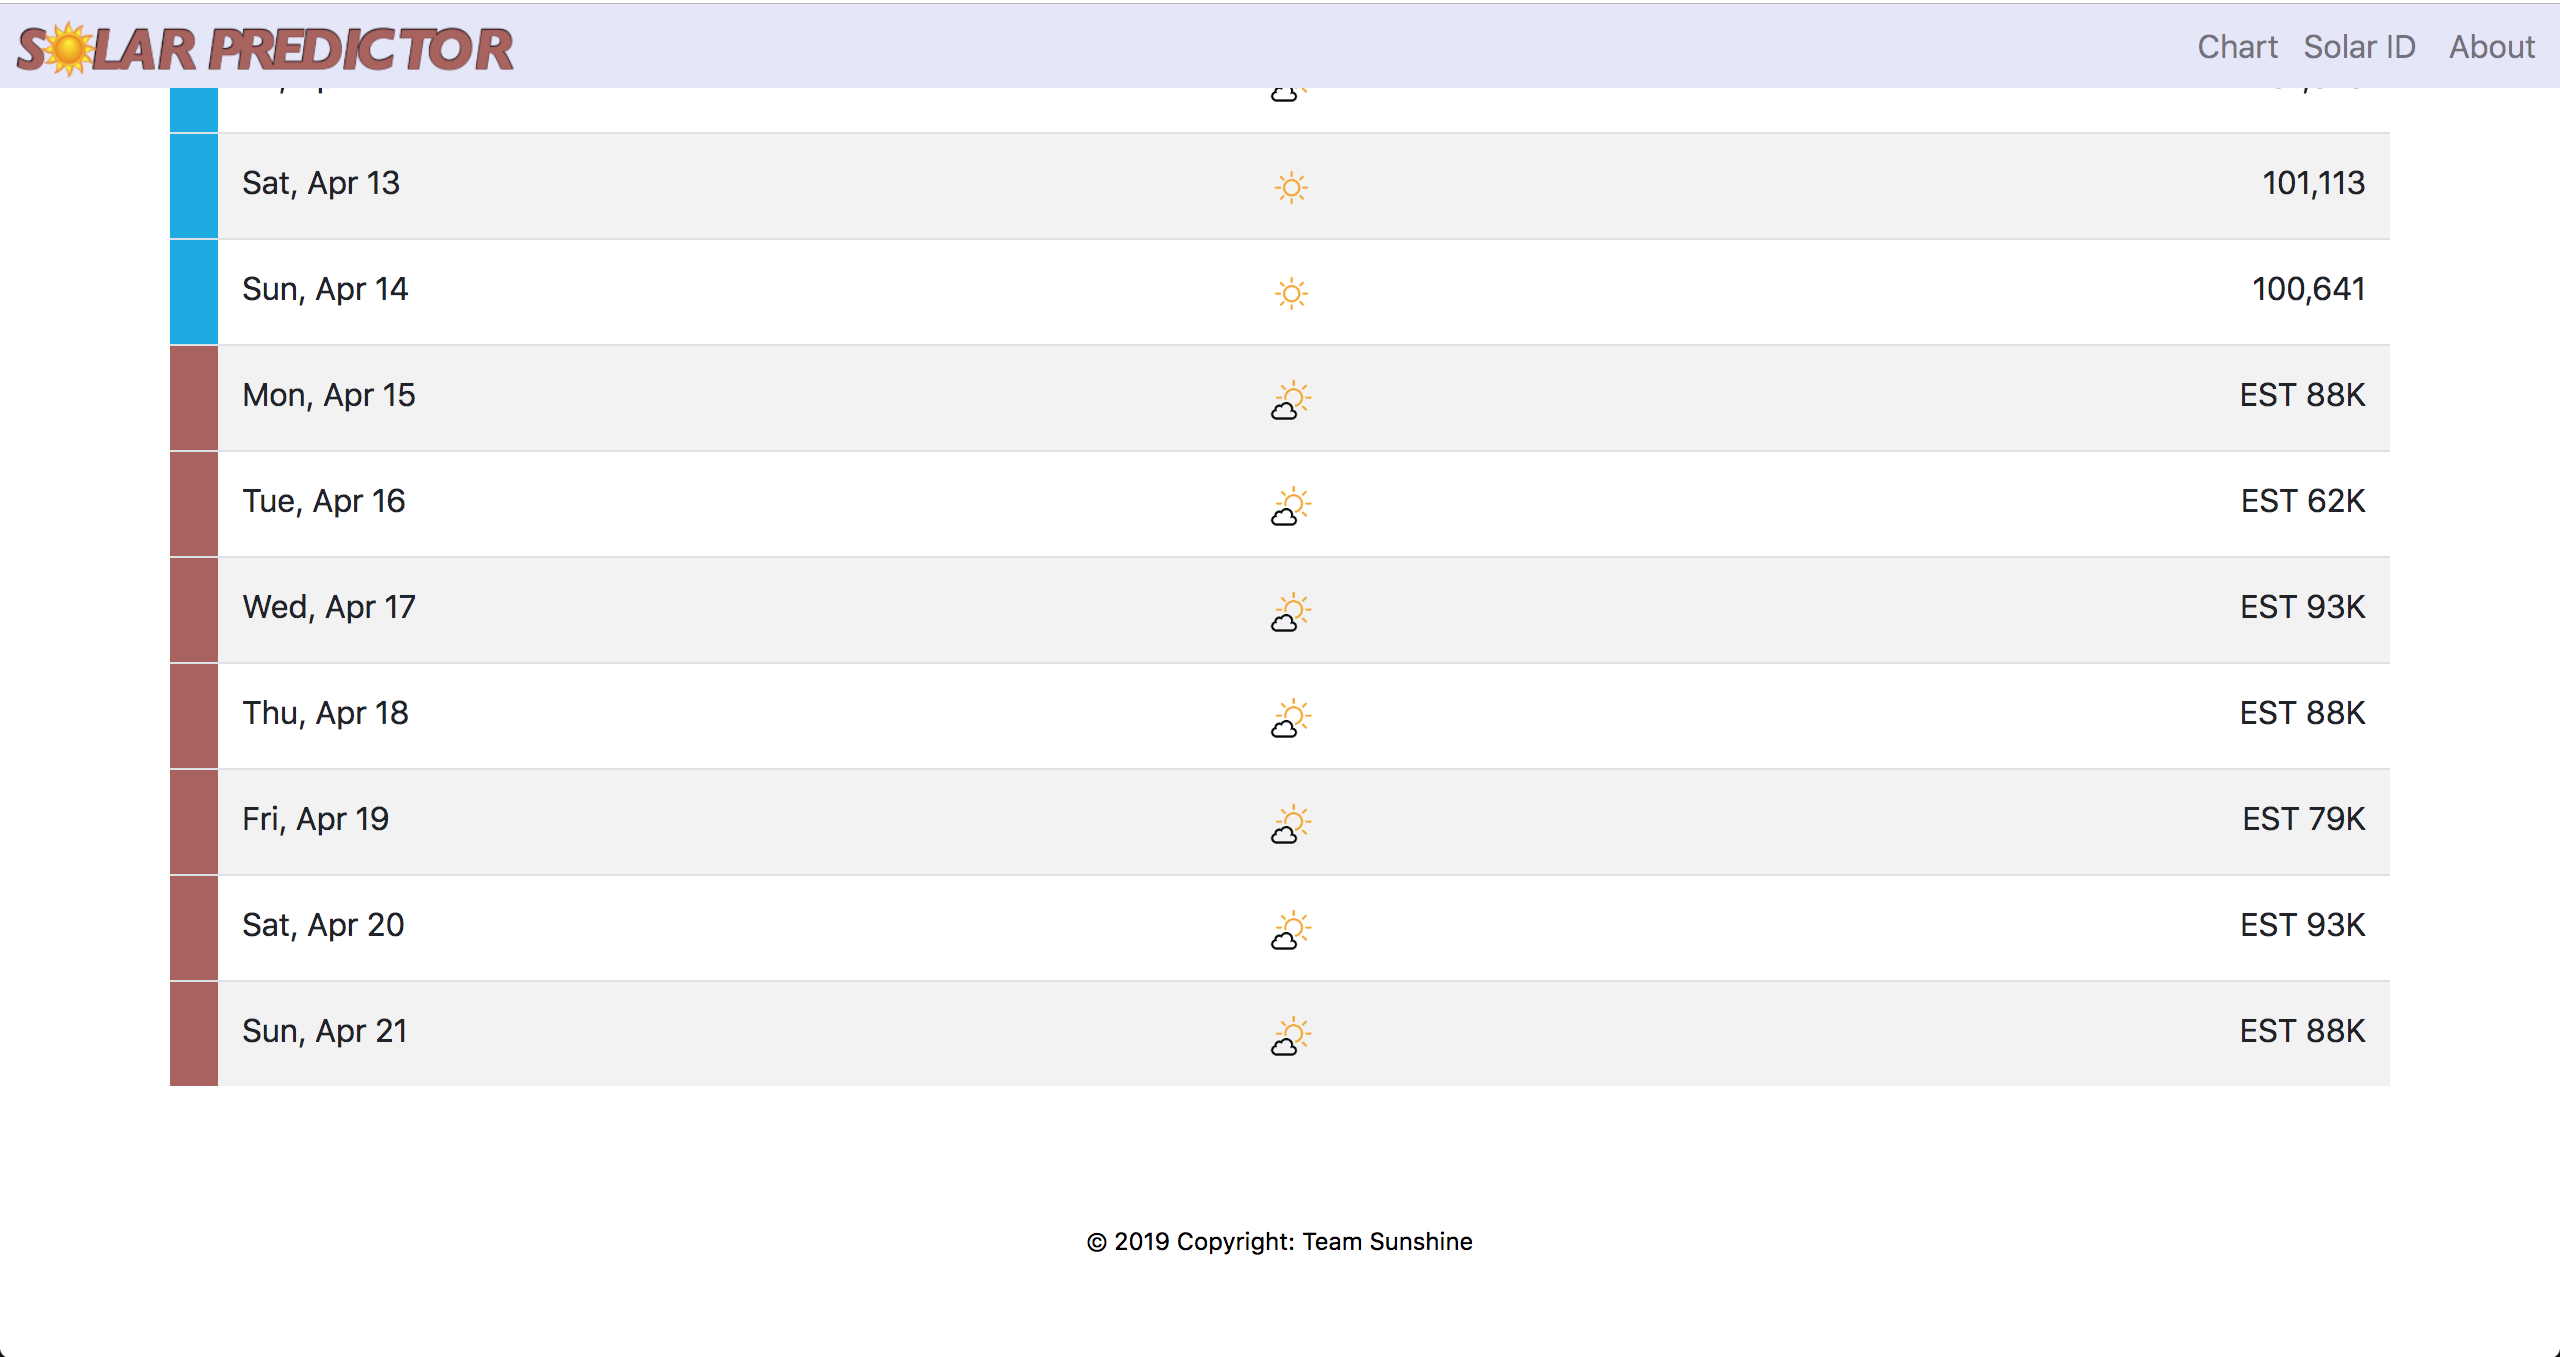 SOLAR PREDICTOR Chart Solar ID About
Sat, Apr 13 101,113
Sun, Apr 14 100,641
Mon, Apr 15 EST 88K
Tue, Apr 16 EST 62K
Wed, Apr 17 EST 93K
Thu, Apr 18 EST 88K
Fri, Apr 19 EST 79K
Sat, Apr 20 EST 93K
Sun, Apr 21 EST 88K
© 2019 Copyright: Team Sunshine